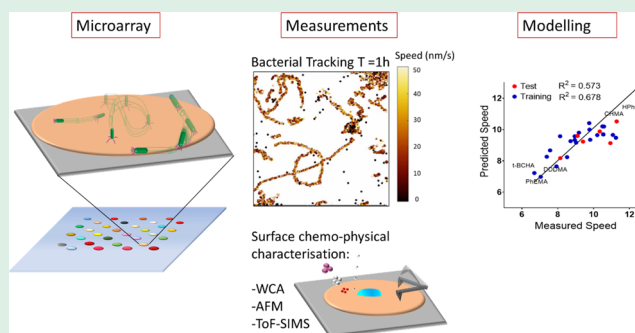 Microarray
Measurements
Modelling
Bacterial Tracking T =1h
Speed (nm/s)
50
40
30
20
10
0
Surface chemo-physical
characterisation:
-WCA
-AFM
-ToF-SIMS
Test R² = 0.573
Training R² = 0.678
Predicted Speed
12
10
8
6
HPh
CHMA
t-BCHA
DODMA
PhEMA
6 8 10 12
Measured Speed